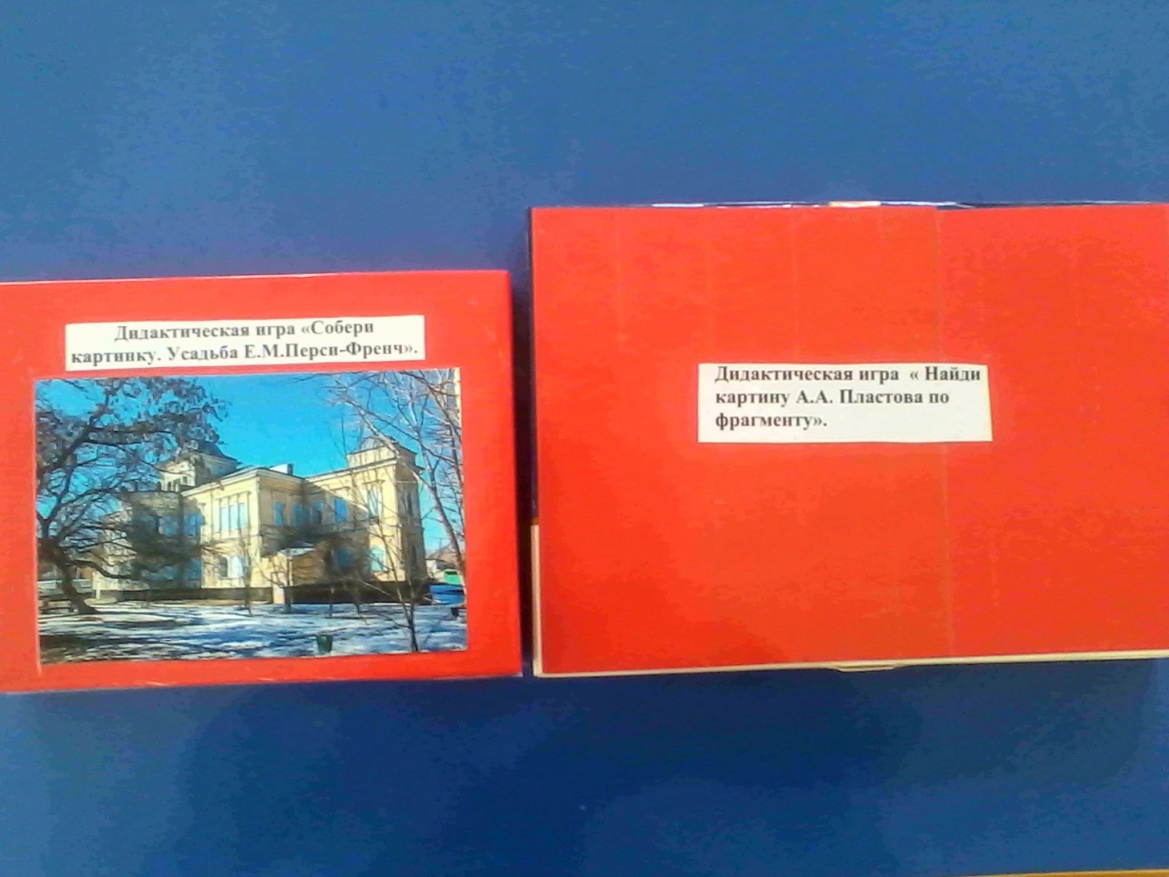 Дидактическая игра «Собери
картинку. Усадьба Е.М.Перси-Френч».
Дидактическая игра « Найди
картину А.А. Пластова по
фрагменту».